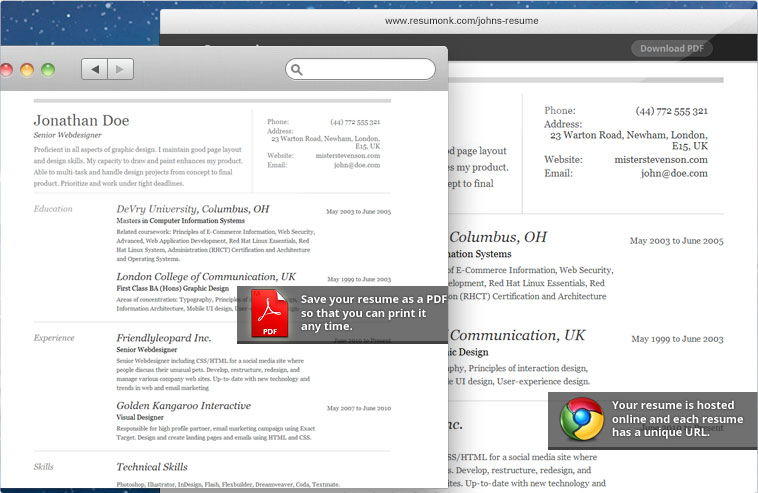 www.resumonk.com/johns-resume
Download PDF
Jonathan Doe
Senior Webdesigner
Proficient in all aspects of graphic design. I maintain good page layout
and design skills. My capacity to draw and paint enhances my product.
Able to multi-task and handle design projects from concept to final
product. Prioritize and work under tight deadlines.
Phone: (44) 772 555 321
Address:
23 Warton Road, Newham, London,
E15, UK
Website: misterstevenson.com
Email: john@doe.com
Education
DeVry University, Columbus, OH
May 2003 to June 2005
Masters in Computer Information Systems
Related coursework: Principles of E-Commerce Information, Web Security,
Advanced, Web Application Development, Red Hat Linux Essentials, Red
Hat Linux System, Administration (RHCT) Certification and Architecture
and Operating Systems.
London College of Communication, UK
May 1999 to June 2003
First Class BA (Hons) Graphic Design
Areas of concentration: Typography, Principles of
Information Architecture, Mobile UI design, User-experience
Save your resume as a PDF
so that you can print it
any time.
PDF
Experience
Friendlyleopard Inc.
June 2010 to Present
Senior Webdesigner
Senior Webdesigner including CSS/HTML for a social media site where
people discuss their unusual pets. Develop, restructure, redesign, and
manage various company web sites. Up-to-date with new technology and
trends in web and email marketing
Golden Kangaroo Interactive
May 2007 to June 2010
Visual Designer
Responsible for high profile partner, email marketing campaign using Exact
Target. Design and create landing pages and emails using HTML and CSS.
Skills
Technical Skills
Photoshop, Illustrator, InDesign, Flash, Flexbuilder, Dreamweaver, Coda, Textmate.
od page layout
es my product.
ept to final
Phone: (44) 772 555 321
Address:
23 Warton Road, Newham, London,
E15, UK
Website: misterstevenson.com
Email: john@doe.com
Columbus, OH
May 2003 to June 2005
mation Systems
of E-Commerce Information, Web Security,
elopment, Red Hat Linux Essentials, Red
(RHCT) Certification and Architecture
Communication, UK
May 1999 to June 2003
ic Design
phy, Principles of interaction design,
le UI design, User-experience design.
Your resume is hosted
online and each resume
has a unique URL.
nc.
June 2010 to Present
SS/HTML for a social media site where
s. Develop, restructure, redesign, and
ites. Up-to-date with new technology and